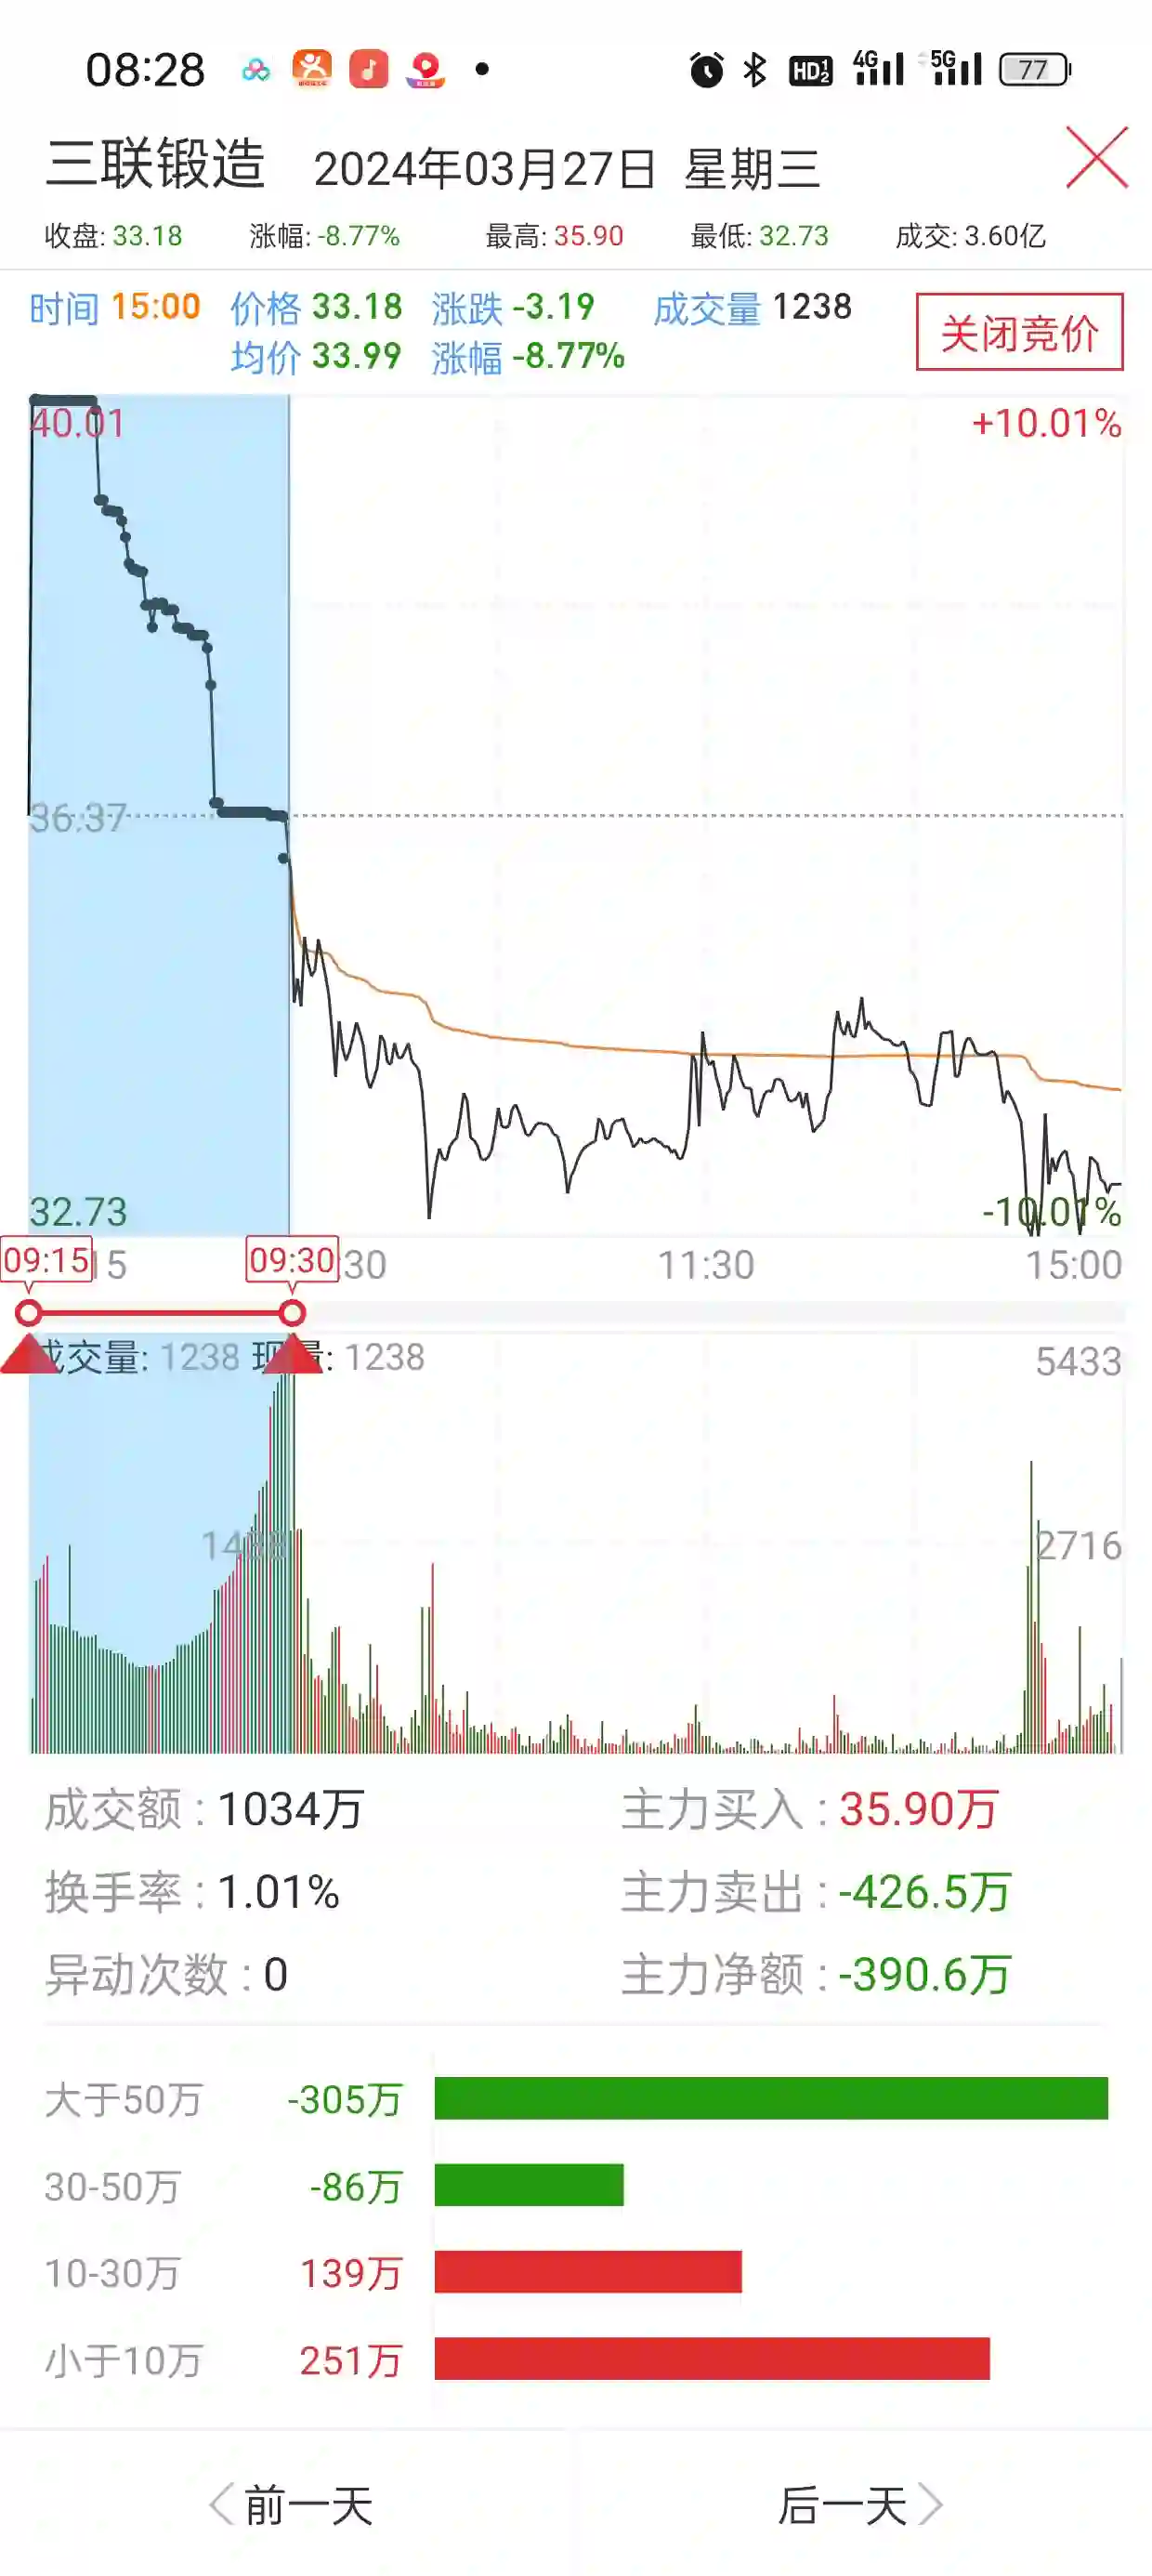 08:28 HD 1 2 4G 5G 77
三联锻造 2024年03月27日 星期三
收盘: 33.18 涨幅: -8.77% 最高: 35.90 最低: 32.73 成交: 3.60亿
时间 15:00 价格 33.18 涨跌 -3.19 成交量 1238
均价 33.99 涨幅 -8.77%
关闭竞价
40.01 +10.01%
36.37
32.73 -10.01%
09:15 09:30 :30 11:30 15:00
成交量: 1238 现量: 1238 5433
2716
成交额 : 1034万 主力买入 : 35.90万
换手率 : 1.01% 主力卖出 : -426.5万
异动次数 : 0 主力净额 : -390.6万
大于50万 -305万
30-50万 -86万
10-30万 139万
小于10万 251万
前一天 后一天